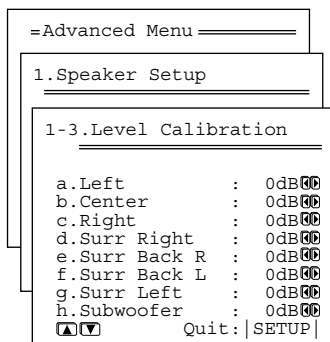 Advanced Menu
1.Speaker Setup
1-3.Level Calibration
a.Left : 0dB
b.Center : 0dB
c.Right : 0dB
d.Surr Right : 0dB
e.Surr Back R : 0dB
f.Surr Back L : 0dB
g.Surr Left : 0dB
h.Subwoofer : 0dB
Quit:|SETUP|